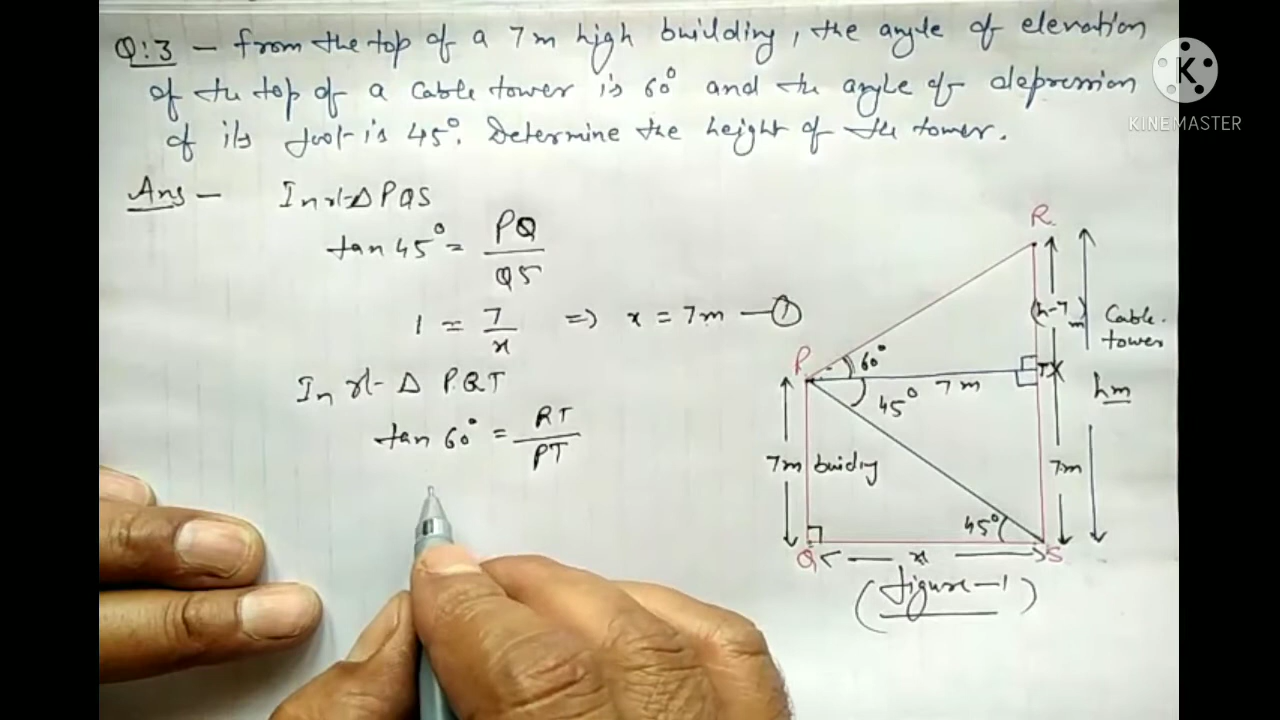 Q:3 - from the top of a 7m high building, the angle of elevation
of the top of a cable tower is 60° and the angle of depression
of its foot is 45°. Determine the height of the tower.
Ans - In rt-Δ PQS
tan 45° = PQ / QS
1 = 7 / x => x = 7m — ①
In rt-Δ PQT
tan 60° = RT / PT
K
KINEMASTER
R
(h-7)m
Cable tower
P
60°
7m
T
45°
hm
7m building
7m
45°
Q
x
S
(figure-1)